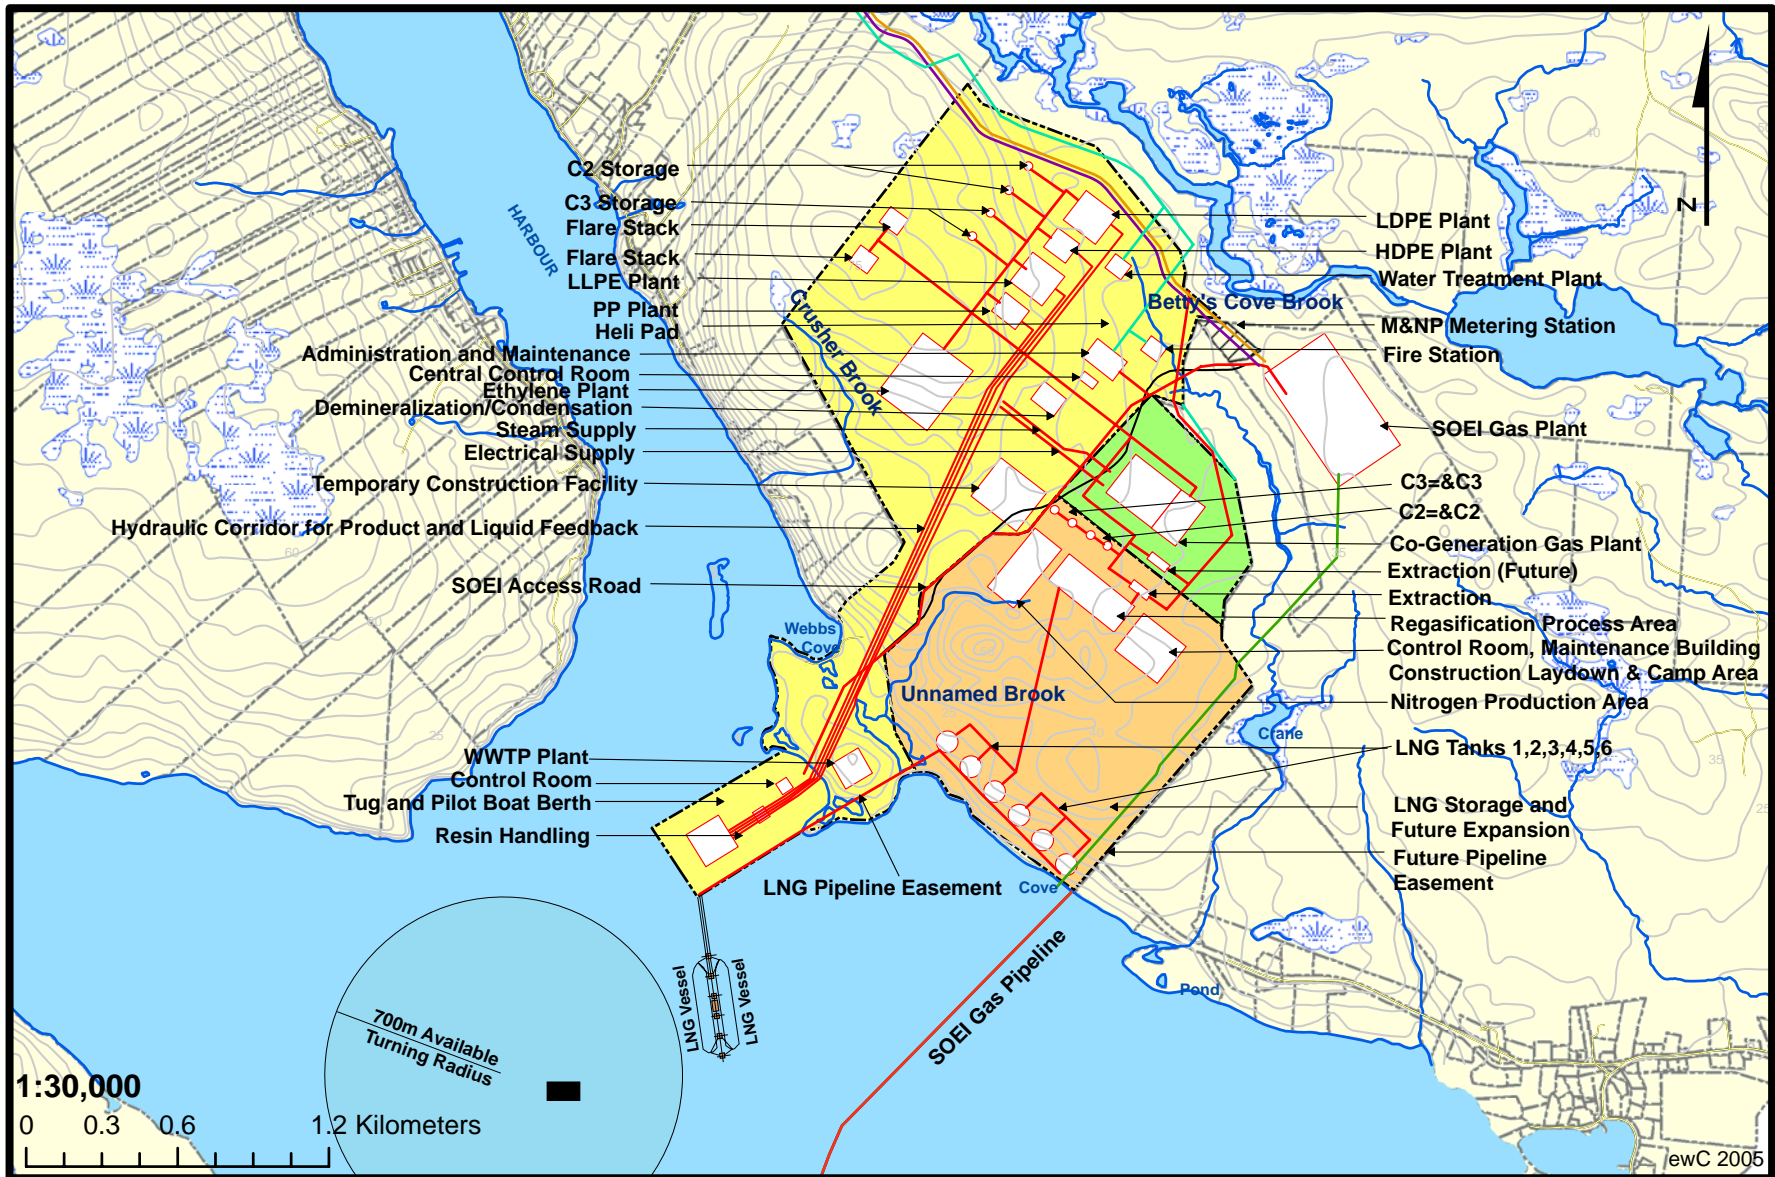 C2 Storage
C3 Storage
Flare Stack
Flare Stack
LLPE Plant
PP Plant
Heli Pad
Administration and Maintenance
Central Control Room
Ethylene Plant
Demineralization/Condensation
Steam Supply
Electrical Supply
Temporary Construction Facility
Hydraulic Corridor for Product and Liquid Feedback
SOEI Access Road
WWTP Plant
Control Room
Tug and Pilot Boat Berth
Resin Handling
LNG Pipeline Easement
HARBOUR
Crusher Brook
Betty's Cove Brook
Webbs
Cove
Unnamed Brook
Crane
Cove
Pond
LDPE Plant
HDPE Plant
Water Treatment Plant
M&NP Metering Station
Fire Station
SOEI Gas Plant
C3=&C3
C2=&C2
Co-Generation Gas Plant
Extraction (Future)
Extraction
Regasification Process Area
Control Room, Maintenance Building
Construction Laydown & Camp Area
Nitrogen Production Area
LNG Tanks 1,2,3,4,5,6
LNG Storage and
Future Expansion
Future Pipeline
Easement
SOEI Gas Pipeline
LNG Vessel
LNG Vessel
700m Available
Turning Radius
1:30,000
0 0.3 0.6 1.2 Kilometers
N
ewC 2005